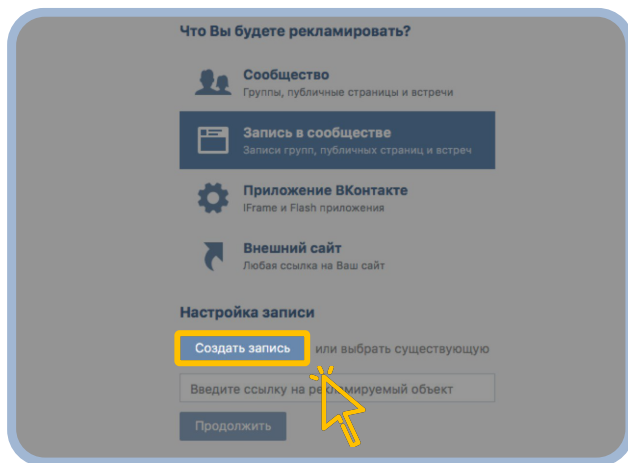 Что Вы будете рекламировать?
Сообщество
Группы, публичные страницы и встречи
Запись в сообществе
Записи групп, публичных страниц и встреч
Приложение ВКонтакте
IFrame и Flash приложения
Внешний сайт
Любая ссылка на Ваш сайт
Настройка записи
Создать запись или выбрать существующую
Введите ссылку на рекламируемый объект
Продолжить